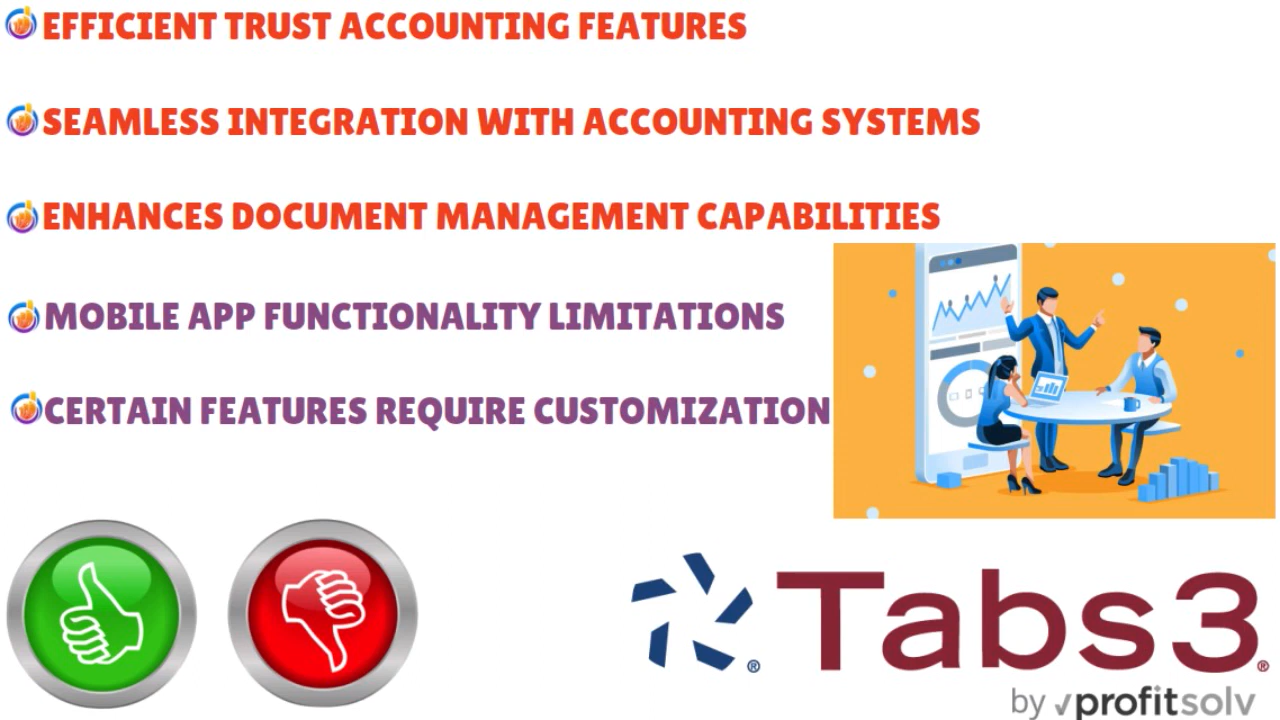 EFFICIENT TRUST ACCOUNTING FEATURES
SEAMLESS INTEGRATION WITH ACCOUNTING SYSTEMS
ENHANCES DOCUMENT MANAGEMENT CAPABILITIES
MOBILE APP FUNCTIONALITY LIMITATIONS
CERTAIN FEATURES REQUIRE CUSTOMIZATION
Tabs3®
by profitsolv